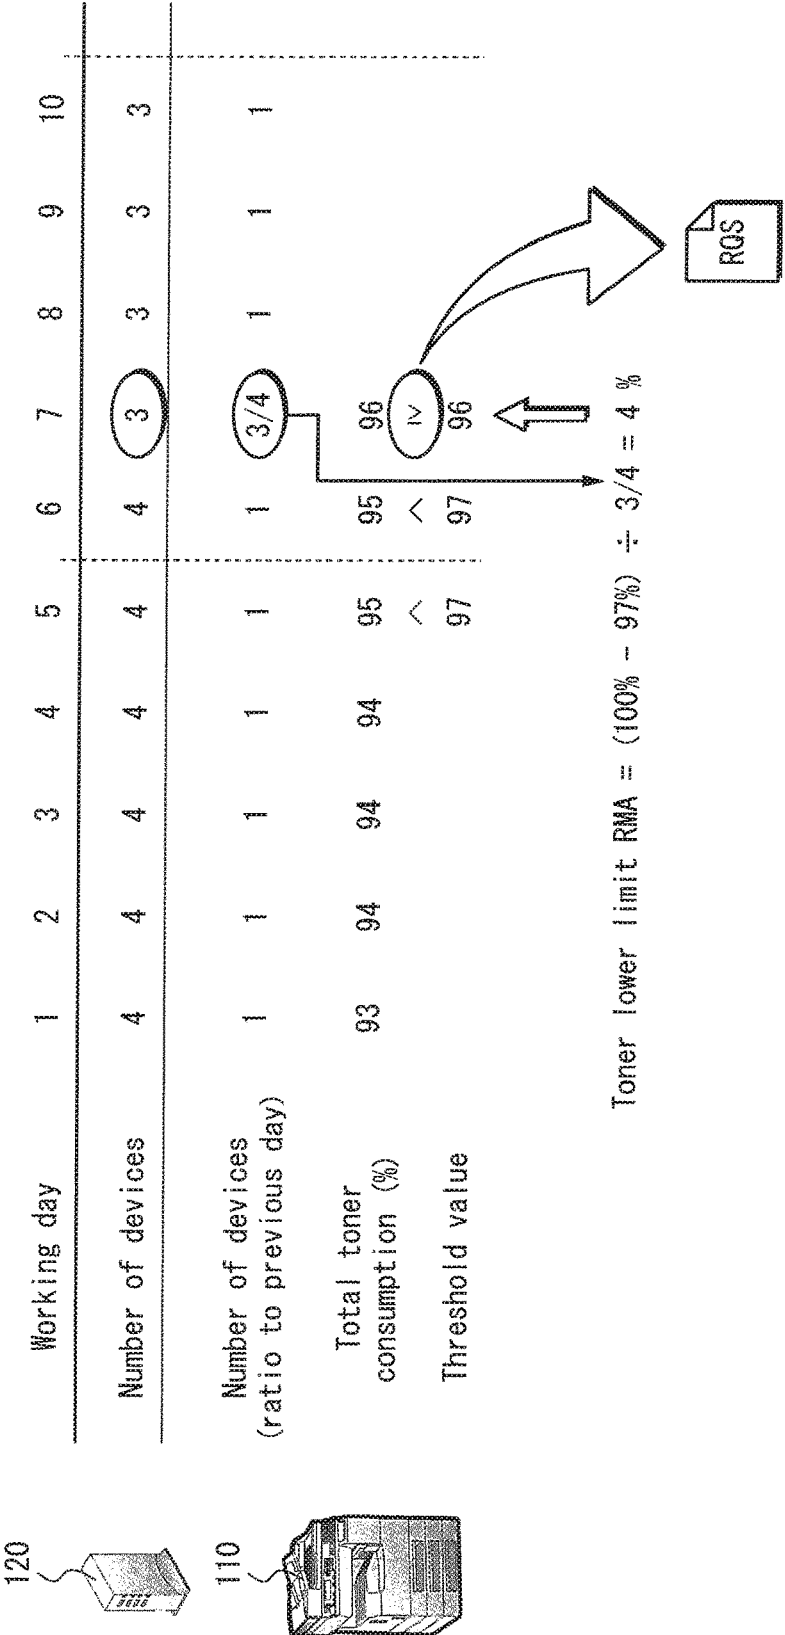 120
110
Working day 1 2 3 4 5 6 7 8 9 10
Number of devices 4 4 4 4 4 4 3 3 3 3
Number of devices
(ratio to previous day) 1 1 1 1 1 1 3/4 1 1 1
Total toner
consumption (%) 93 94 94 94 95 95 96
∧ ∧ IV
Threshold value 97 97 96
Toner lower limit RMA = (100% - 97%) ÷ 3/4 = 4 %
RQS